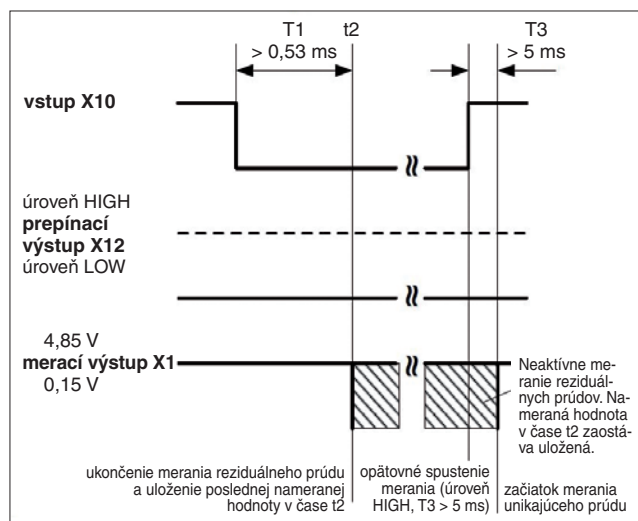 T1 t2 T3
> 0,53 ms > 5 ms
vstup X10
úroveň HIGH
prepínací
výstup X12
úroveň LOW
4,85 V
merací výstup X1
0,15 V
Neaktívne me-
ranie reziduál-
nych prúdov. Na-
meraná hodnota
v čase t2 zaostá-
va uložená.
ukončenie merania reziduálneho prúdu
a uloženie poslednej nameranej
hodnoty v čase t2
opätovné spustenie
merania (úroveň
HIGH, T3 > 5 ms)
začiatok merania
unikajúceho prúdu